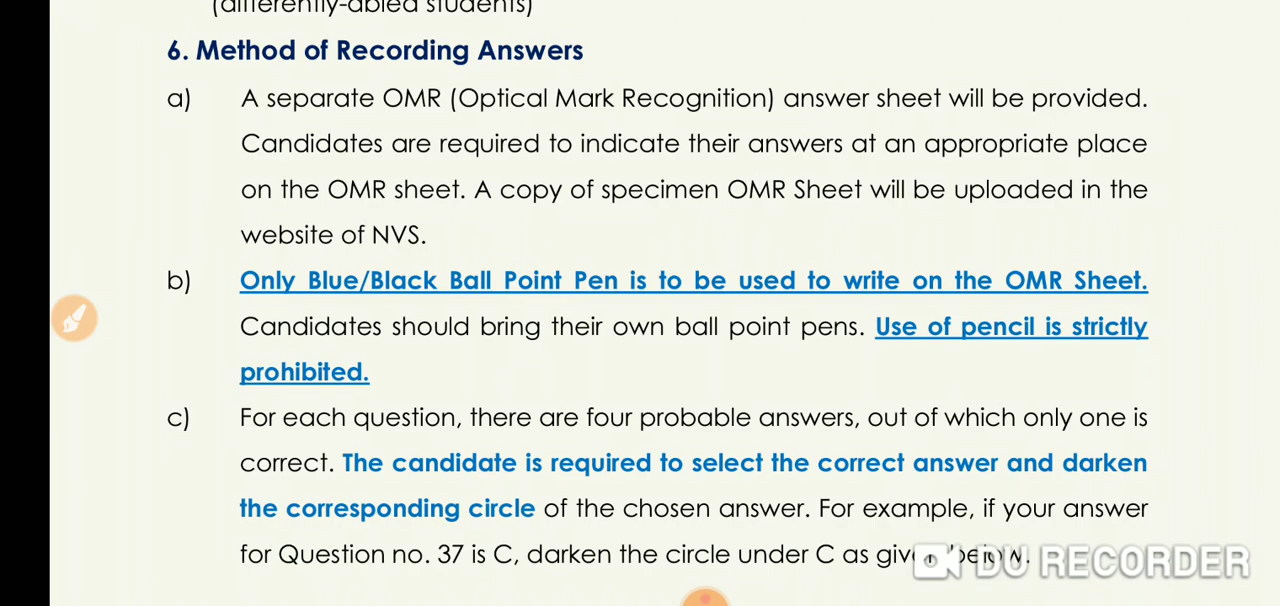 (differently-abled students)
6. Method of Recording Answers
a) A separate OMR (Optical Mark Recognition) answer sheet will be provided.
Candidates are required to indicate their answers at an appropriate place
on the OMR sheet. A copy of specimen OMR Sheet will be uploaded in the
website of NVS.
b) Only Blue/Black Ball Point Pen is to be used to write on the OMR Sheet.
Candidates should bring their own ball point pens. Use of pencil is strictly
prohibited.
c) For each question, there are four probable answers, out of which only one is
correct. The candidate is required to select the correct answer and darken
the corresponding circle of the chosen answer. For example, if your answer
for Question no. 37 is C, darken the circle under C as given below.
DU RECORDER